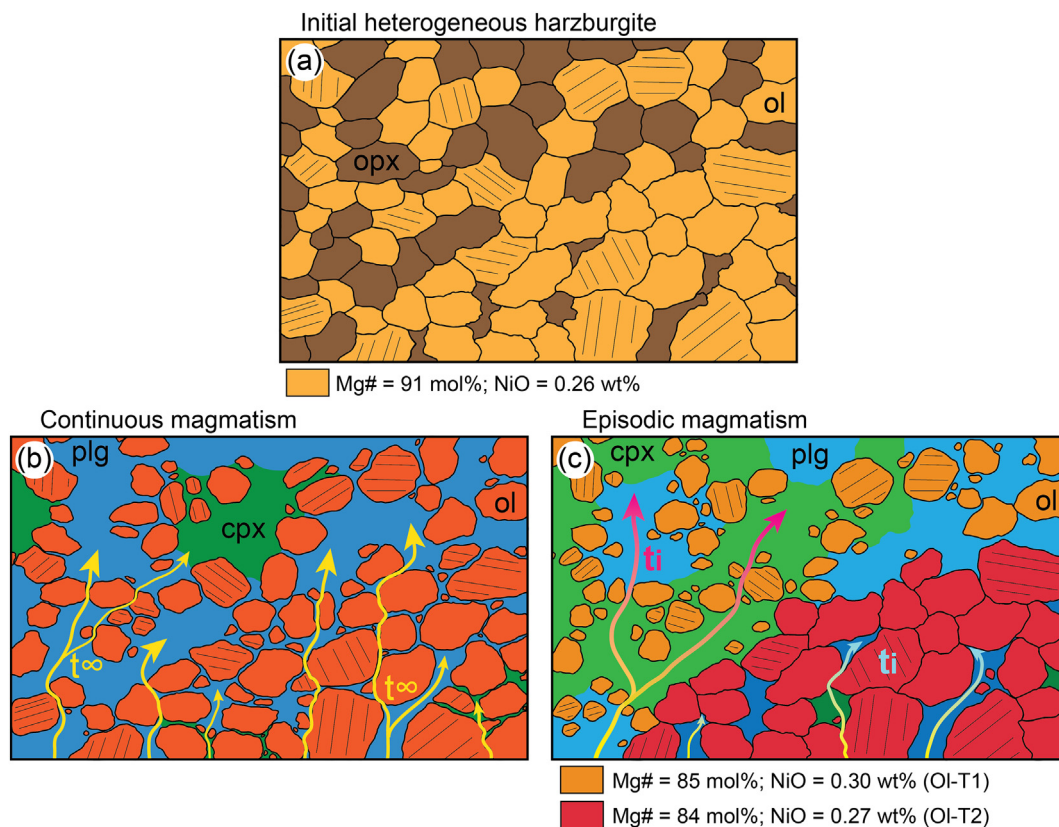 Initial heterogeneous harzburgite
(a)
ol
opx
Mg# = 91 mol%; NiO = 0.26 wt%
Continuous magmatism
(b)
plg
cpx
ol
t∞
t∞
Episodic magmatism
(c)
cpx
plg
ol
ti
ti
Mg# = 85 mol%; NiO = 0.30 wt% (Ol-T1)
Mg# = 84 mol%; NiO = 0.27 wt% (Ol-T2)